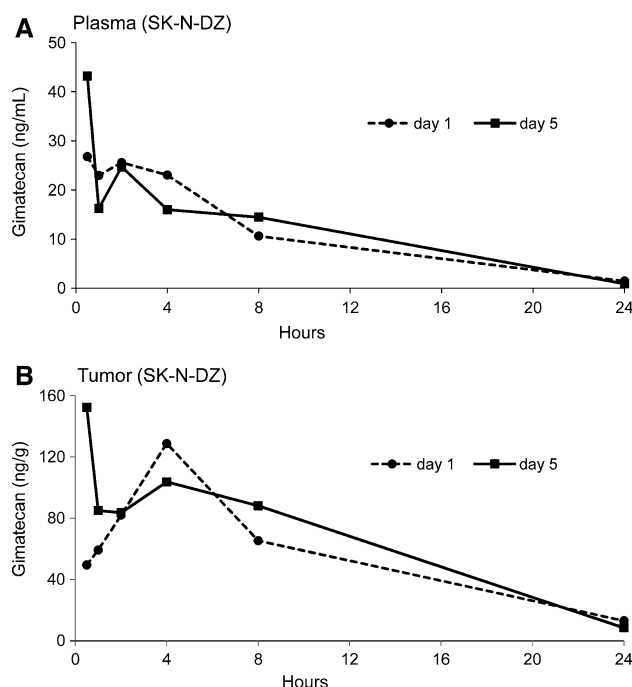 A Plasma (SK-N-DZ)
50
40
30
20
10
0
Gimatecan (ng/mL)
day 1 day 5
0 4 8 12 16 20 24
Hours
B Tumor (SK-N-DZ)
160
120
80
40
0
Gimatecan (ng/g)
day 1 day 5
0 4 8 12 16 20 24
Hours